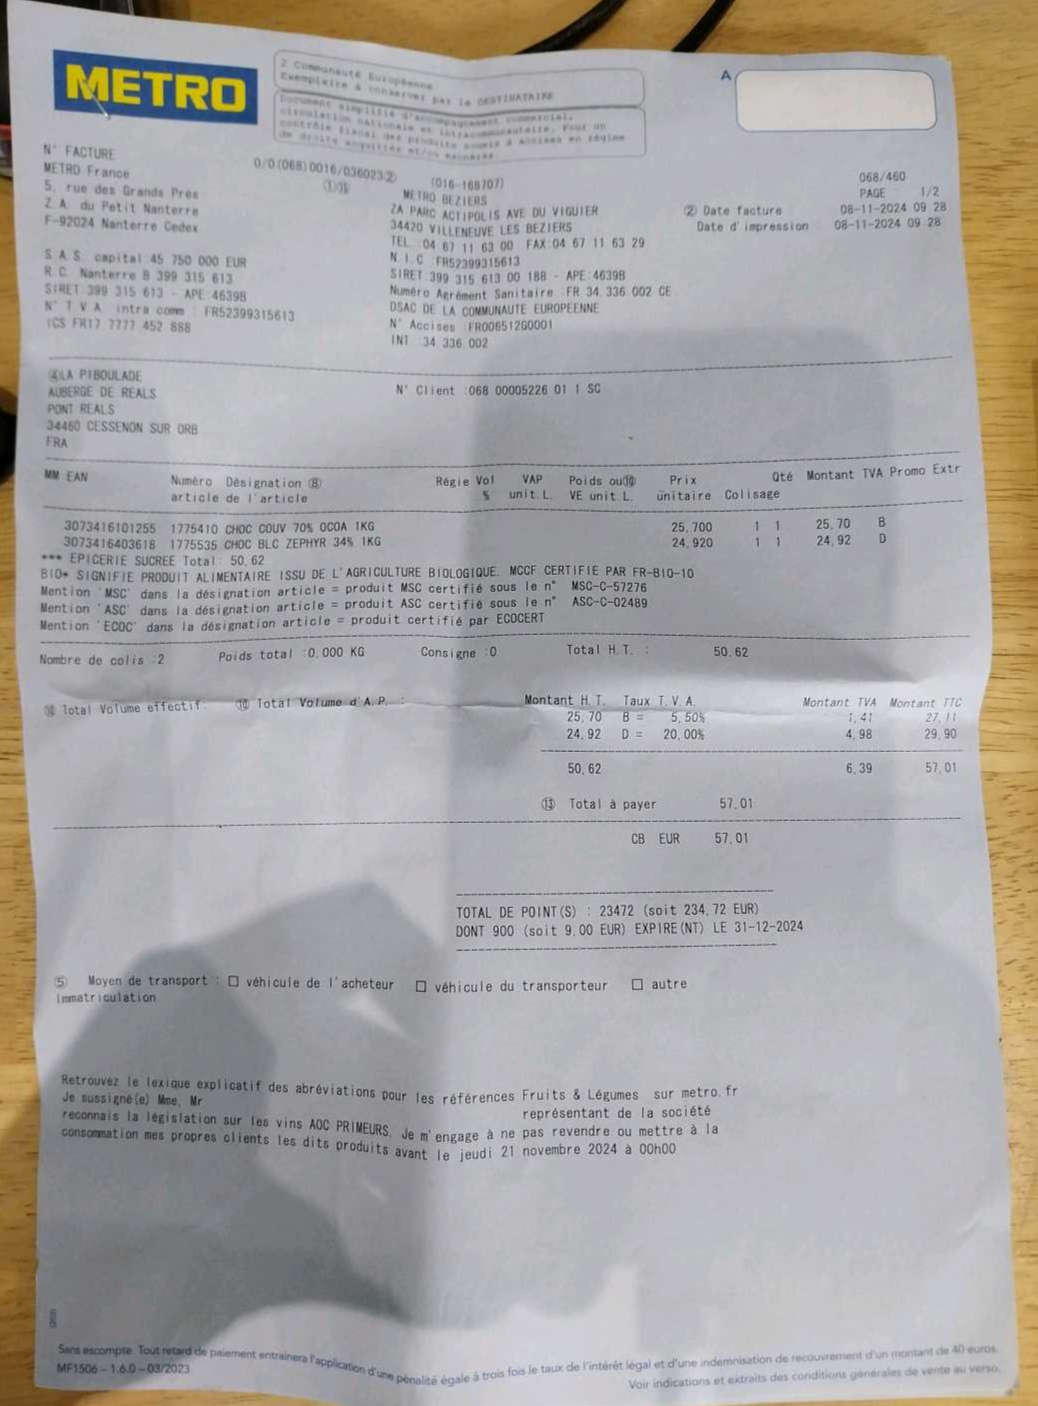 METRO
2 Communauté Européenne
Exemplaire à conserver par le DESTINATAIRE
Document simplifié d'accompagnement commercial,
circulation nationale et intracommunautaire. Pour un
contrôle fiscal des produits soumis à accises en régime
de droits acquittés et/ou exonérés
A
N° FACTURE 0/0(068)0016/036023② (016-168707)
①⑮
068/460
PAGE 1/2
② Date facture : 08-11-2024 09 28
Date d'impression : 08-11-2024 09 28
METRO France
5, rue des Grands Prés
Z.A. du Petit Nanterre
F-92024 Nanterre Cedex
S.A.S. capital 45 750 000 EUR
R.C. Nanterre B 399 315 613
SIRET 399 315 613 - APE 4639B
N° T V A intra comm : FR52399315613
ICS FR17 ZZZZ 452 888
METRO BEZIERS
ZA PARC ACTIPOLIS AVE DU VIGUIER
34420 VILLENEUVE LES BEZIERS
TEL. 04 67 11 63 00 FAX:04 67 11 63 29
N.I.C FR52399315613
SIRET 399 315 613 00 188 - APE:4639B
Numéro Agrément Sanitaire :FR 34 336 002 CE
DSAC DE LA COMMUNAUTE EUROPEENNE
N° Accises FR006512G0001
INT 34 336 002
④LA PIBOULADE
AUBERGE DE REALS
PONT REALS
34460 CESSENON SUR ORB
FRA
N° Client :068 00005226 01 1 SC
MM EAN Numéro Désignation ⑧ Régie Vol VAP Poids ou⑩ Prix Qté Montant TVA Promo Extr
article de l'article % unit.L. VE unit.L. unitaire Colisage
3073416101255 1775410 CHOC COUV 70% OCOA 1KG 25,700 1 1 25,70 B
3073416403618 1775535 CHOC BLC ZEPHYR 34% 1KG 24,920 1 1 24,92 D
*** EPICERIE SUCREE Total: 50,62
BIO* SIGNIFIE PRODUIT ALIMENTAIRE ISSU DE L'AGRICULTURE BIOLOGIQUE. MCCF CERTIFIE PAR FR-BIO-10
Mention 'MSC' dans la désignation article = produit MSC certifié sous le n° MSC-C-57276
Mention 'ASC' dans la désignation article = produit ASC certifié sous le n° ASC-C-02489
Mention 'ECOC' dans la désignation article = produit certifié par ECOCERT
Nombre de colis :2 Poids total :0,000 KG Consigne :0 Total H.T. : 50,62
Total Volume effectif: ⑩ Total Volume d'A.P. :
Montant H.T. Taux T.V.A. Montant TVA Montant TTC
25,70 B = 5,50% 1,41 27,11
24,92 D = 20,00% 4,98 29,90
50,62 6,39 57,01
⑬ Total à payer 57,01
CB EUR 57,01
TOTAL DE POINT(S) : 23472 (soit 234,72 EUR)
DONT 900 (soit 9,00 EUR) EXPIRE(NT) LE 31-12-2024
⑤ Moyen de transport : ☐ véhicule de l'acheteur ☐ véhicule du transporteur ☐ autre
Immatriculation
Retrouvez le lexique explicatif des abréviations pour les références Fruits & Légumes sur metro.fr
Je sussigné(e) Mme, Mr représentant de la société
reconnais la législation sur les vins AOC PRIMEURS. Je m'engage à ne pas revendre ou mettre à la
consommation mes propres clients les dits produits avant le jeudi 21 novembre 2024 à 00h00
Sans escompte. Tout retard de paiement entrainera l'application d'une pénalité égale à trois fois le taux de l'intérêt légal et d'une indemnisation de recouvrement d'un montant de 40 euros.
MF1506 – 1.6.0 – 03/2023
Voir indications et extraits des conditions générales de vente au verso.